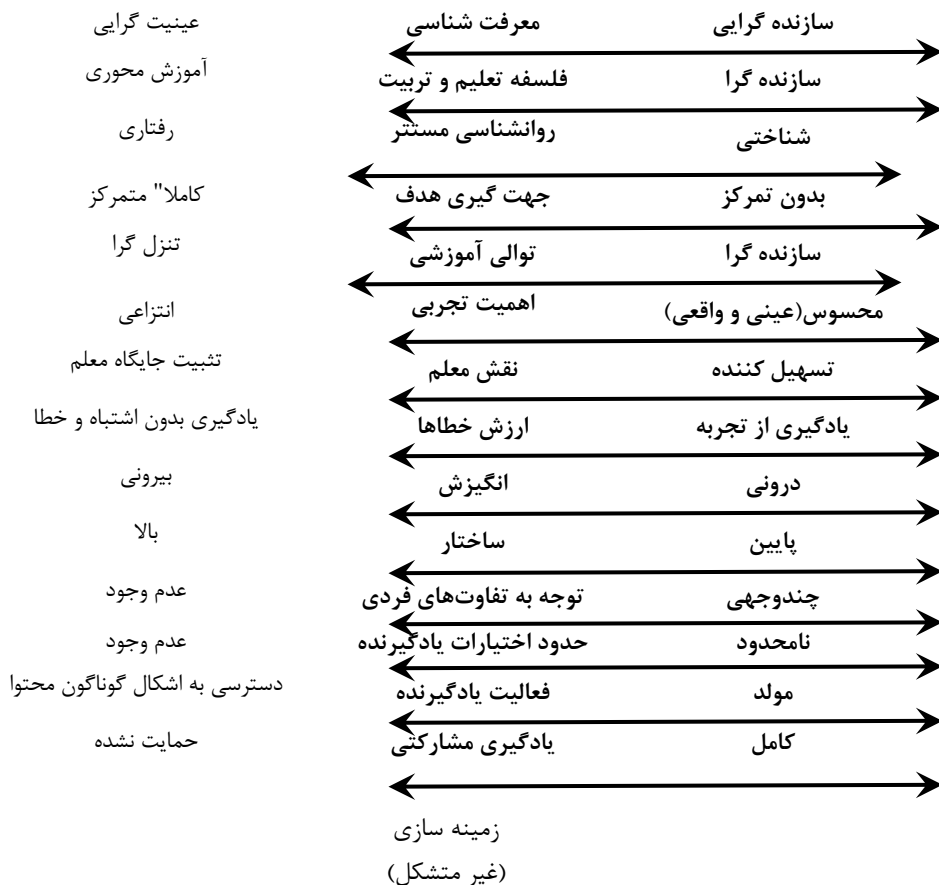 سازنده گرایی معرفت شناسی عینیت گرایی
سازنده گرا فلسفه تعلیم و تربیت آموزش محوری
شناختی روانشناسی مستتر رفتاری
بدون تمرکز جهت گیری هدف کاملا" متمرکز
سازنده گرا توالی آموزشی تنزل گرا
محسوس(عینی و واقعی) اهمیت تجربی انتزاعی
تسهیل کننده نقش معلم تثبیت جایگاه معلم
یادگیری از تجربه ارزش خطاها یادگیری بدون اشتباه و خطا
درونی انگیزش بیرونی
پایین ساختار بالا
چندوجهی توجه به تفاوت‌های فردی عدم وجود
نامحدود حدود اختیارات یادگیرنده عدم وجود
مولد فعالیت یادگیرنده دسترسی به اشکال گوناگون محتوا
کامل یادگیری مشارکتی حمایت نشده
زمینه سازی
(غیر متشکل)